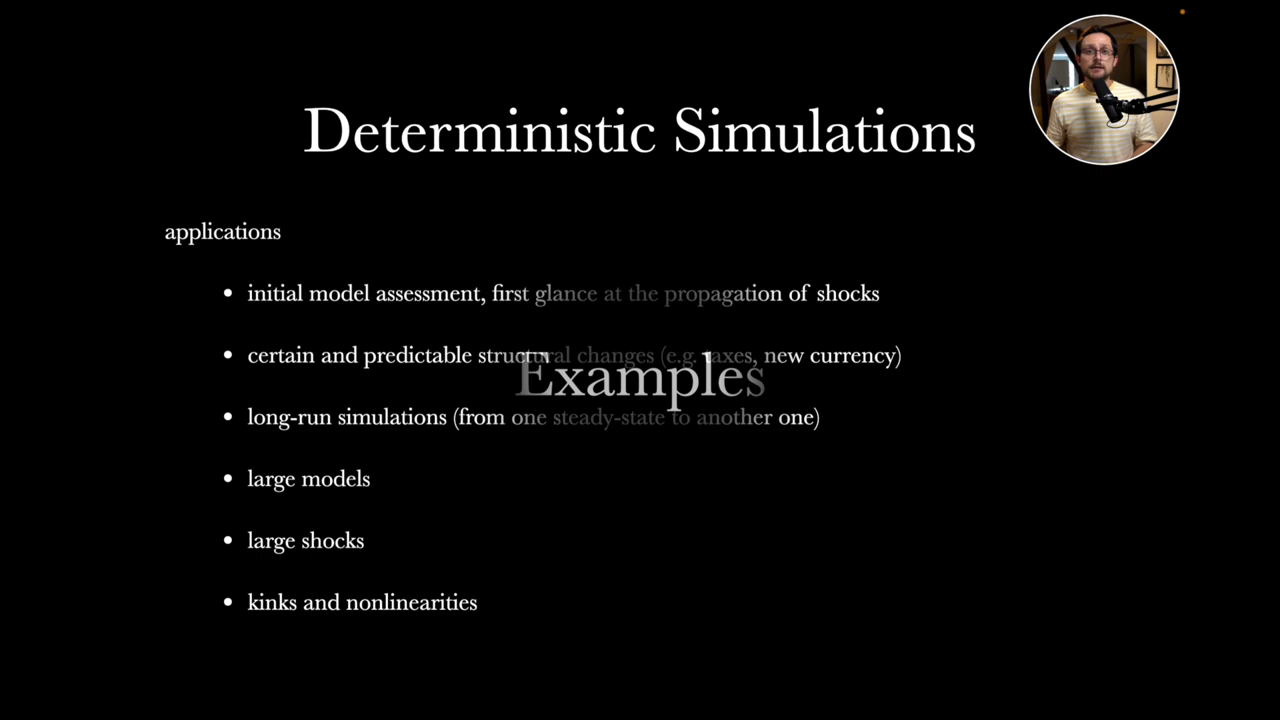 Deterministic Simulations
applications
• initial model assessment, first glance at the propagation of shocks
• certain and predictable structural changes (e.g. taxes, new currency)
Examples
• long-run simulations (from one steady-state to another one)
• large models
• large shocks
• kinks and nonlinearities